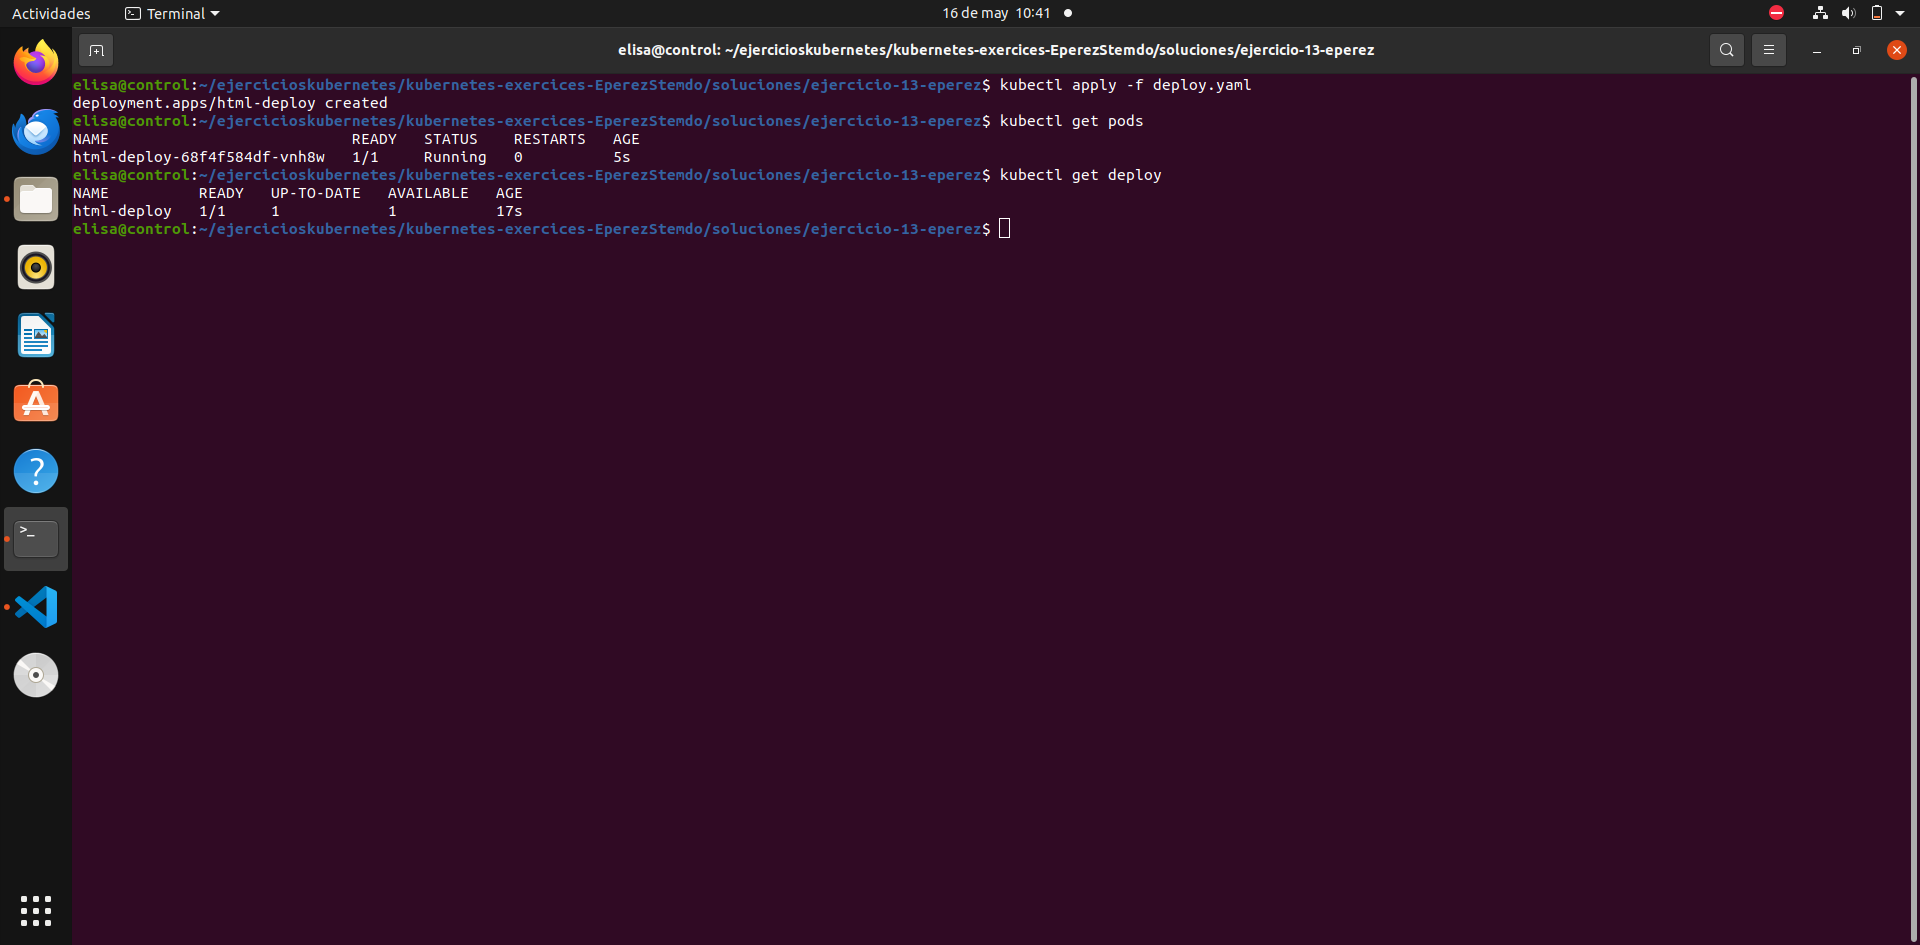 Actividades Terminal 16 de may 10:41
elisa@control: ~/ejercicioskubernetes/kubernetes-exercices-EperezStemdo/soluciones/ejercicio-13-eperez
elisa@control:~/ejercicioskubernetes/kubernetes-exercices-EperezStemdo/soluciones/ejercicio-13-eperez$ kubectl apply -f deploy.yaml
deployment.apps/html-deploy created
elisa@control:~/ejercicioskubernetes/kubernetes-exercices-EperezStemdo/soluciones/ejercicio-13-eperez$ kubectl get pods
NAME READY STATUS RESTARTS AGE
html-deploy-68f4f584df-vnh8w 1/1 Running 0 5s
elisa@control:~/ejercicioskubernetes/kubernetes-exercices-EperezStemdo/soluciones/ejercicio-13-eperez$ kubectl get deploy
NAME READY UP-TO-DATE AVAILABLE AGE
html-deploy 1/1 1 1 17s
elisa@control:~/ejercicioskubernetes/kubernetes-exercices-EperezStemdo/soluciones/ejercicio-13-eperez$